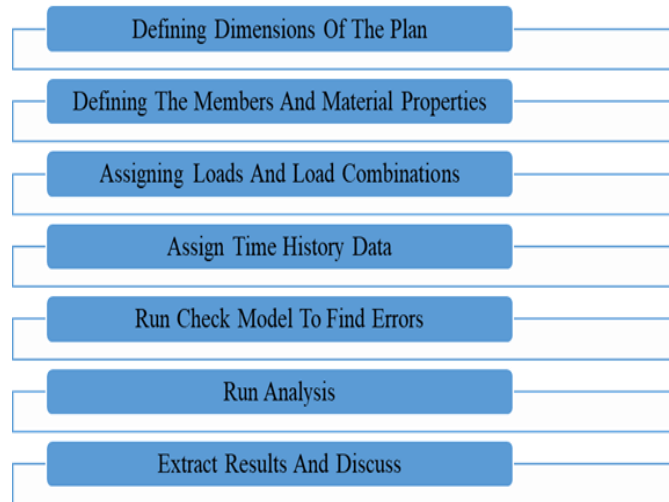 Defining Dimensions Of The Plan
Defining The Members And Material Properties
Assigning Loads And Load Combinations
Assign Time History Data
Run Check Model To Find Errors
Run Analysis
Extract Results And Discuss